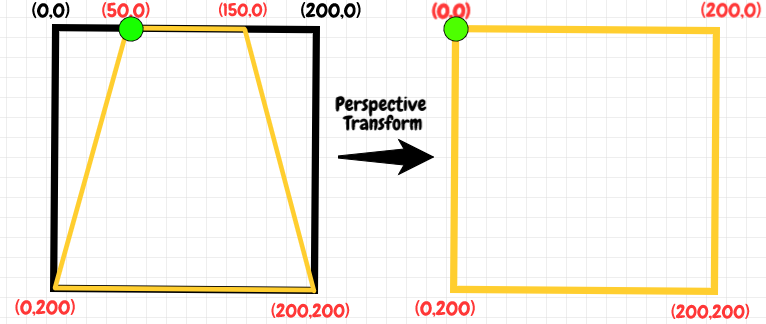 (0,0) (50,0) (150,0) (200,0)
(0,0) (200,0)
Perspective
Transform
(0,200) (200,200)
(0,200) (200,200)